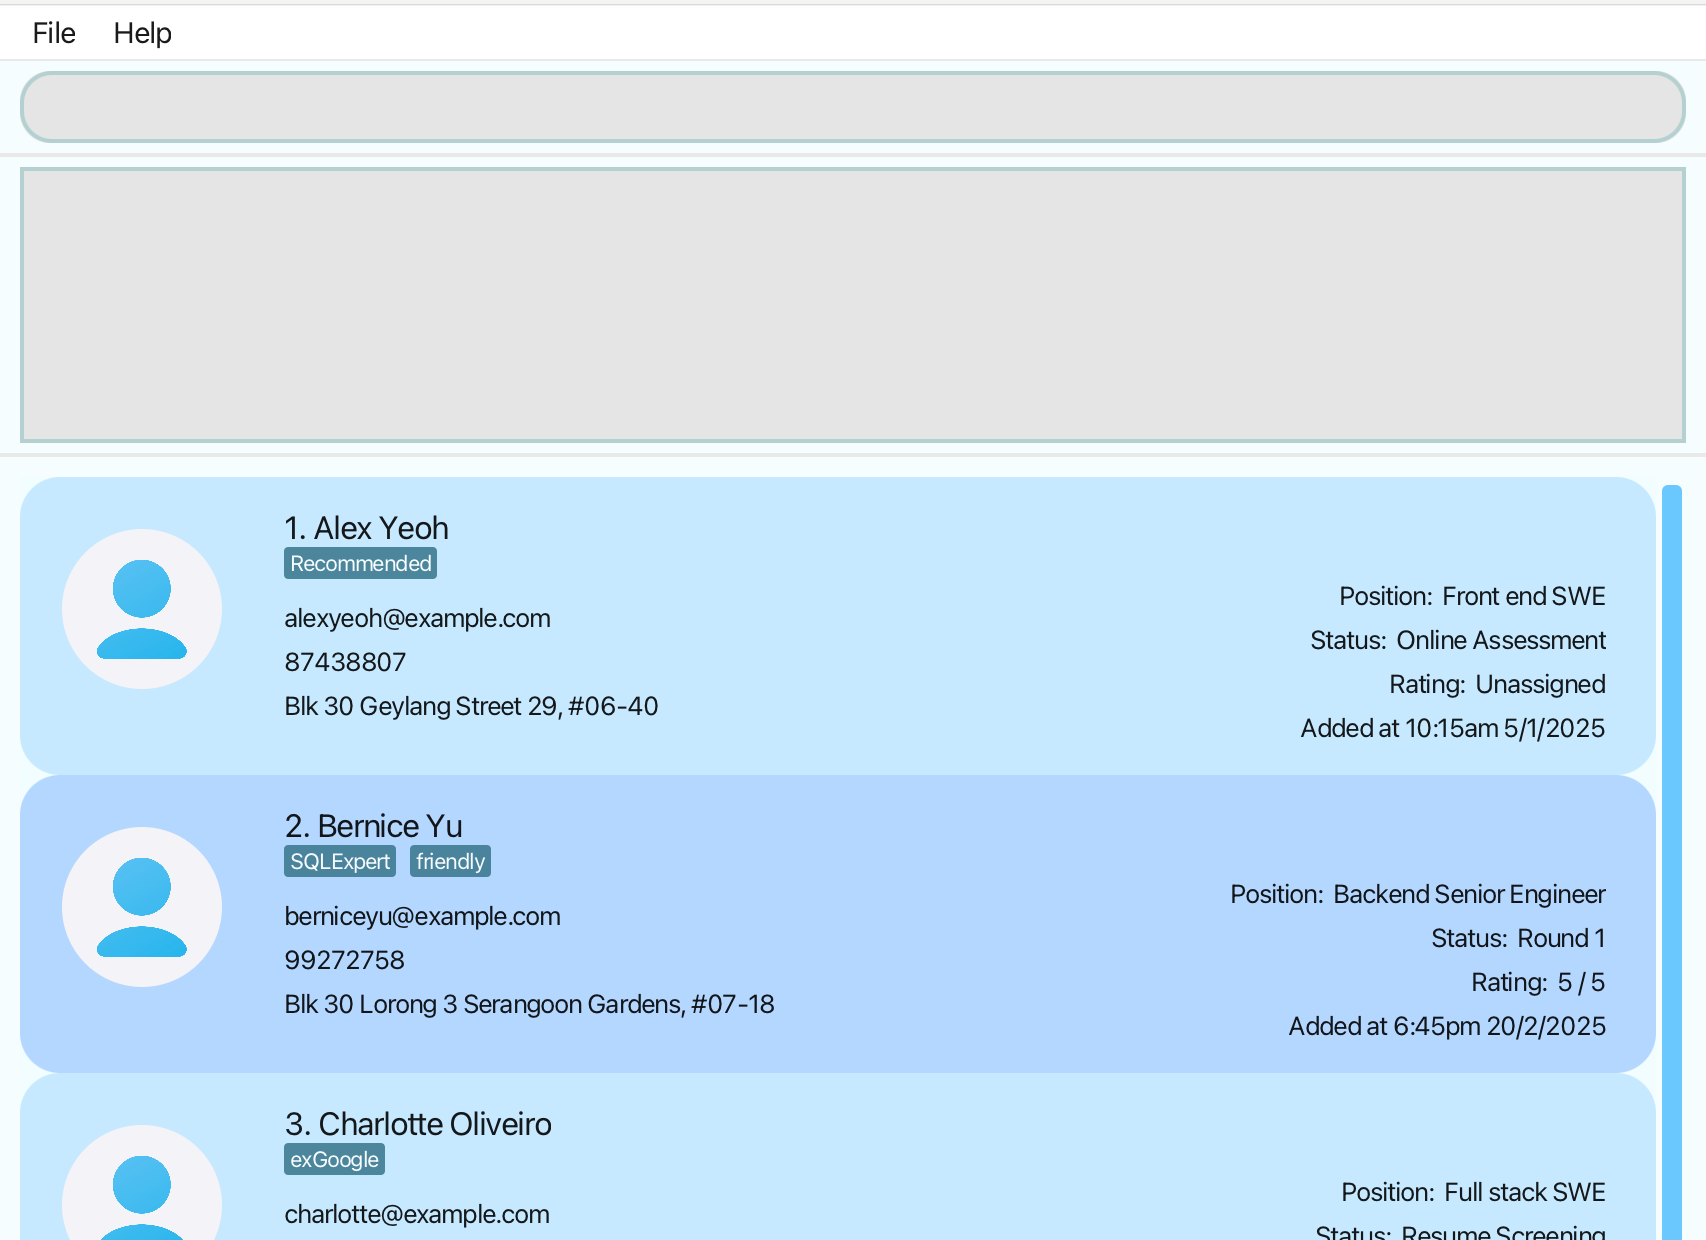 File Help
1. Alex Yeoh
Recommended
alexyeoh@example.com
87438807
Blk 30 Geylang Street 29, #06-40
Position: Front end SWE
Status: Online Assessment
Rating: Unassigned
Added at 10:15am 5/1/2025
2. Bernice Yu
SQLExpert friendly
berniceyu@example.com
99272758
Blk 30 Lorong 3 Serangoon Gardens, #07-18
Position: Backend Senior Engineer
Status: Round 1
Rating: 5 / 5
Added at 6:45pm 20/2/2025
3. Charlotte Oliveiro
exGoogle
charlotte@example.com
Position: Full stack SWE
Status: Resume Screening